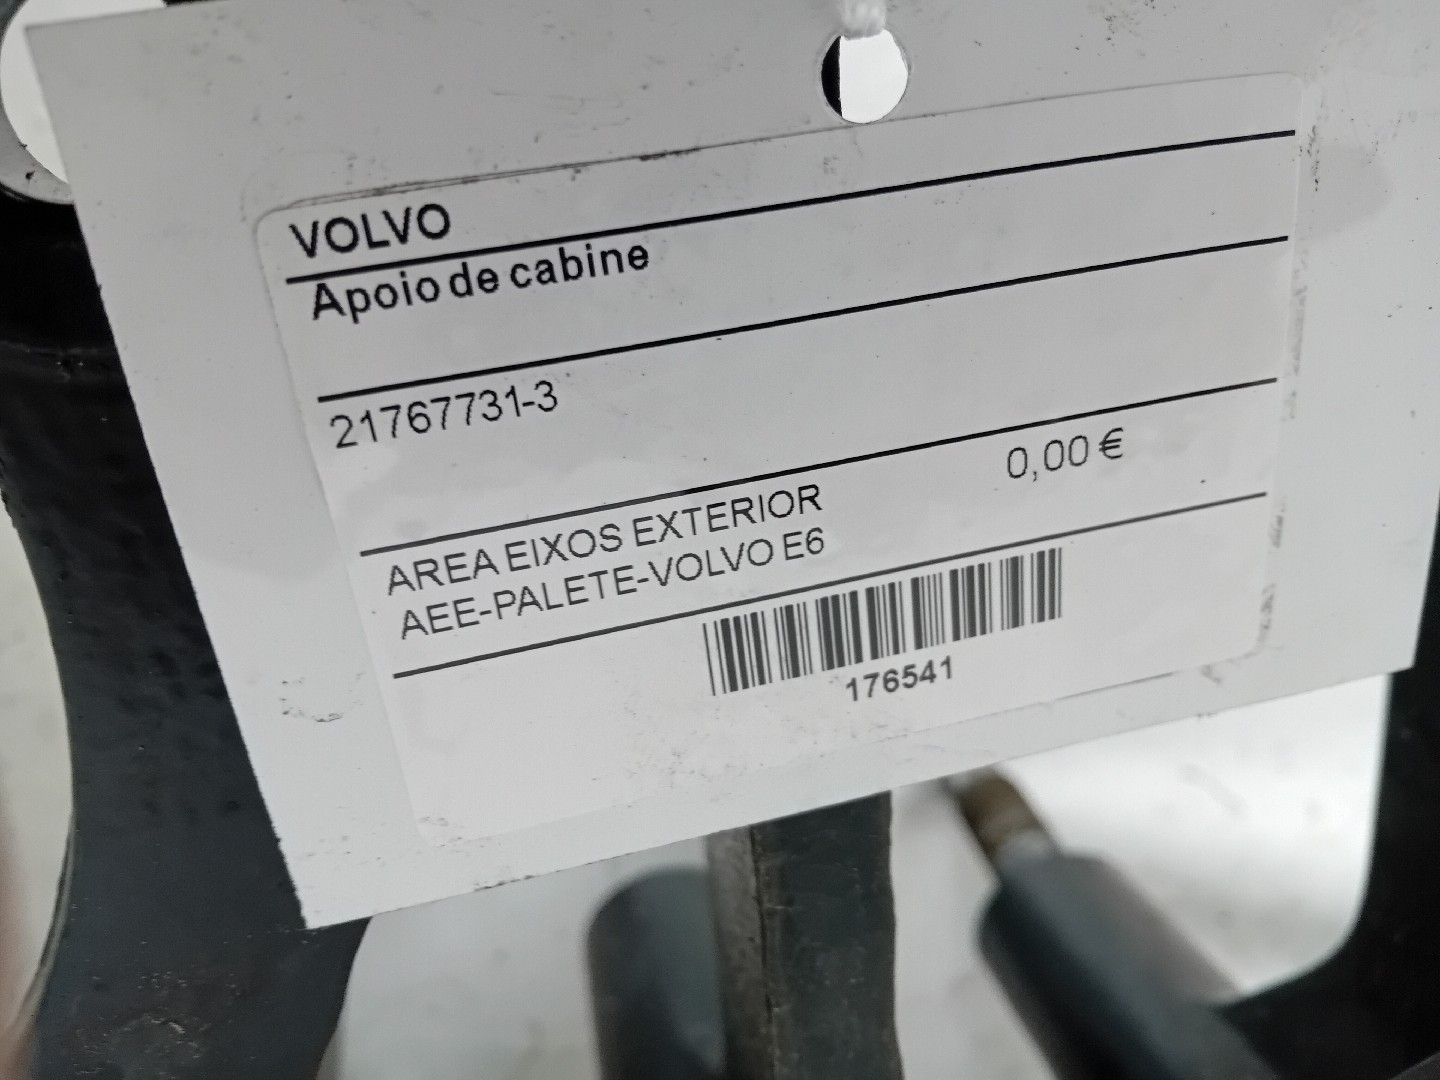 VOLVO
Apoio de cabine
21767731-3
0,00 €
AREA EIXOS EXTERIOR
AEE-PALETE-VOLVO E6
176541